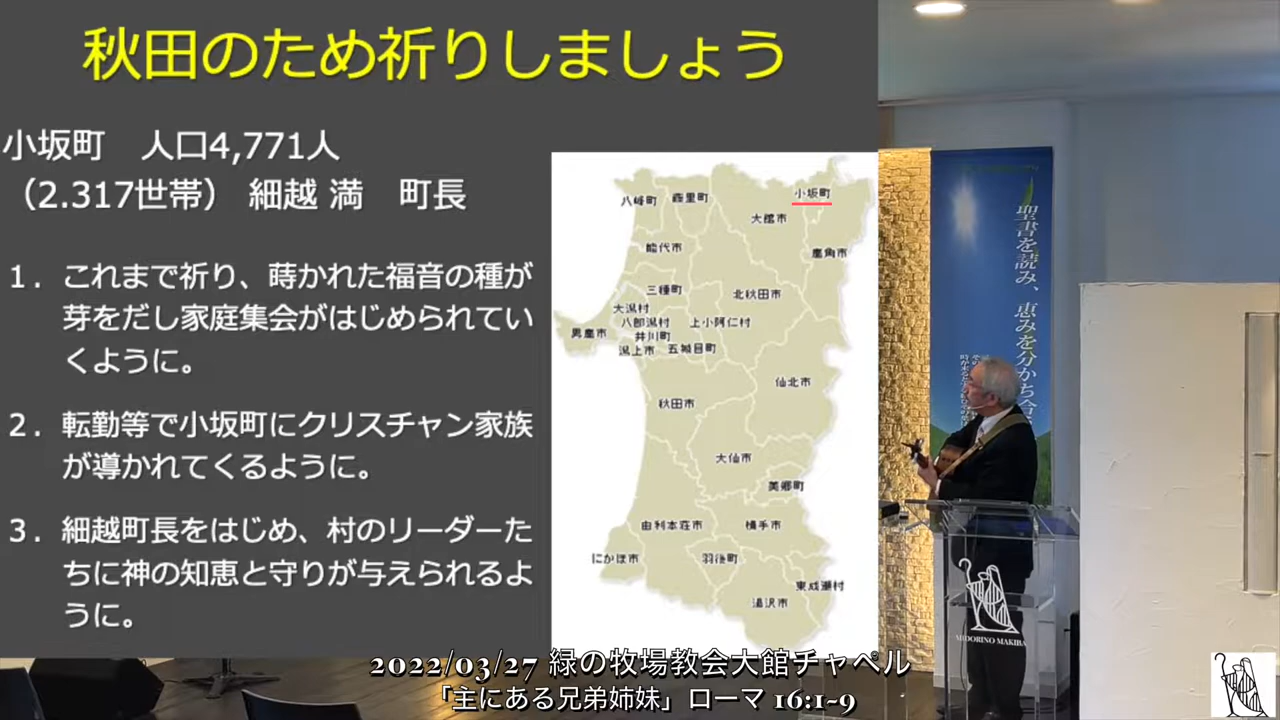 秋田のため祈りしましょう
小坂町　人口4,771人
（2.317世帯） 細越 満　町長
1. これまで祈り、蒔かれた福音の種が
芽をだし家庭集会がはじめられてい
くように。
2. 転勤等で小坂町にクリスチャン家族
が導かれてくるように。
3. 細越町長をはじめ、村のリーダーた
ちに神の知恵と守りが与えられるよ
うに。
小坂町
八峰町
藤里町
大館市
能代市
鹿角市
三種町
北秋田市
大潟村
八郎潟村
上小阿仁村
男鹿市
井川町
潟上市
五城目町
仙北市
秋田市
大仙市
美郷町
由利本荘市
横手市
にかほ市
羽後町
東成瀬村
湯沢市
聖書を読み、恵みを分かち合
MIDORINO MAKIBA
2022/03/27 緑の牧場教会大館チャペル
「主にある兄弟姉妹」ローマ 16:1-9